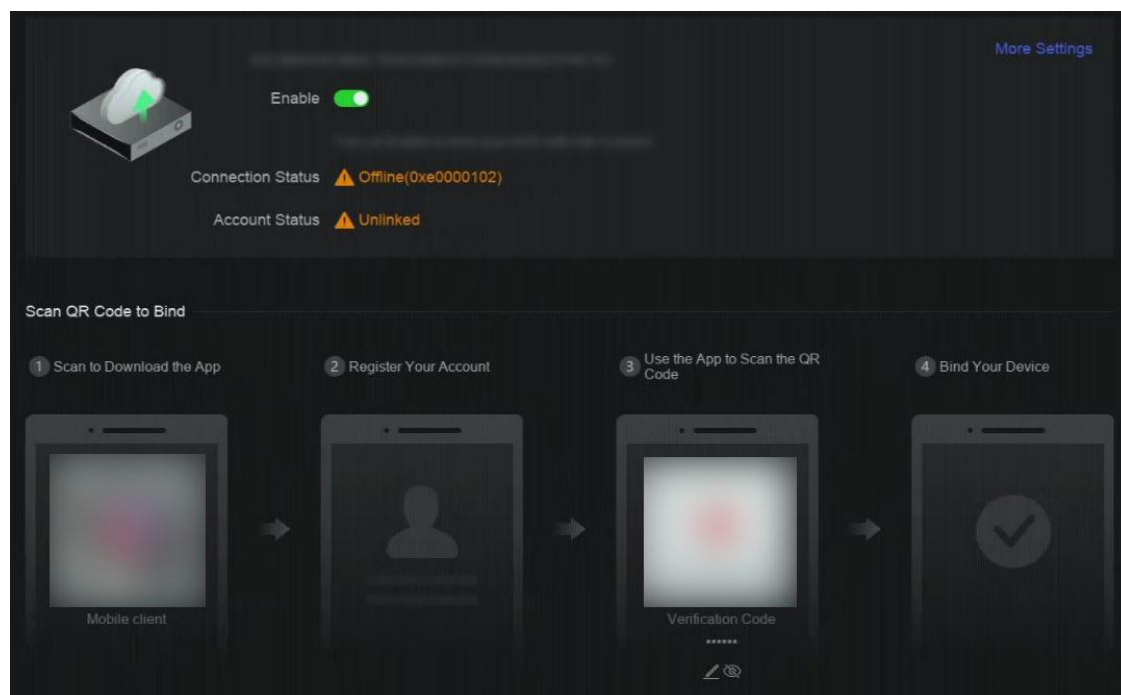 More Settings
Enable
Connection Status Offline(0xe0000102)
Account Status Unlinked
Scan QR Code to Bind
1 Scan to Download the App
2 Register Your Account
3 Use the App to Scan the QR
Code
4 Bind Your Device
Mobile client
Verification Code
******